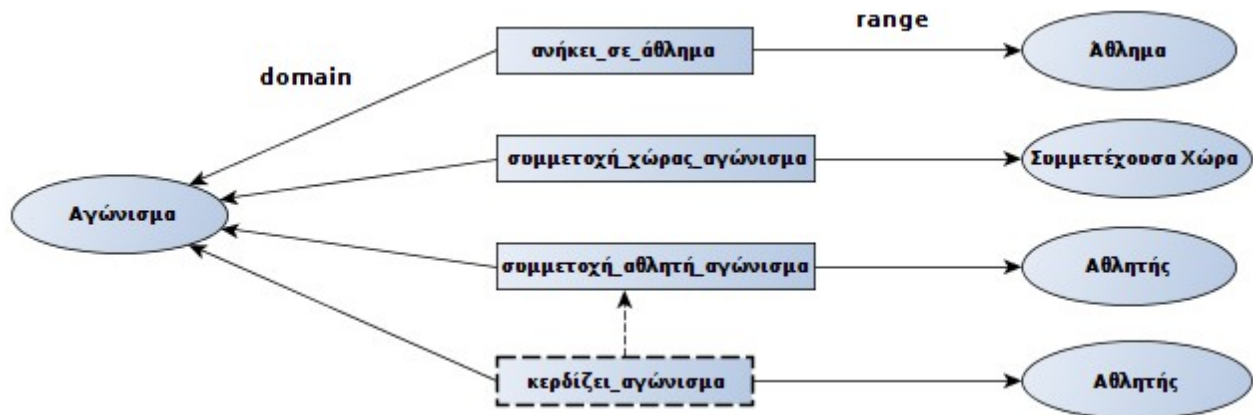 range
ανήκει_σε_άθλημα
Άθλημα
domain
συμμετοχή_χώρας_αγώνισμα
Συμμετέχουσα Χώρα
Αγώνισμα
συμμετοχή_αθλητή_αγώνισμα
Αθλητής
κερδίζει_αγώνισμα
Αθλητής